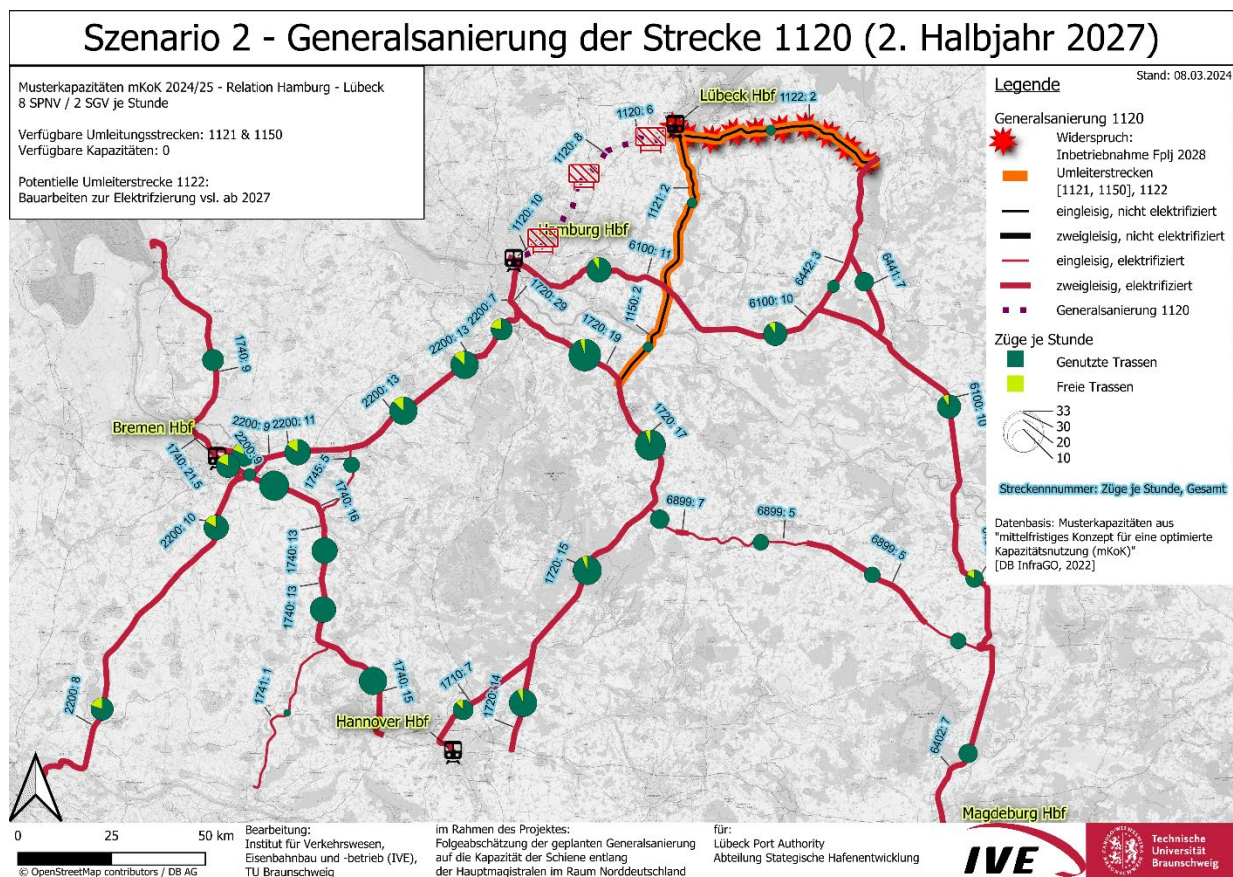 Szenario 2 - Generalsanierung der Strecke 1120 (2. Halbjahr 2027)
Musterkapazitäten mKoK 2024/25 - Relation Hamburg - Lübeck
8 SPNV / 2 SGV je Stunde
Verfügbare Umleitungsstrecken: 1121 & 1150
Verfügbare Kapazitäten: 0
Potentielle Umleiterstrecke 1122:
Bauarbeiten zur Elektrifzierung vsl. ab 2027
Stand: 08.03.2024
Legende
Generalsanierung 1120
Widerspruch:
Inbetriebnahme Fplj 2028
Umleiterstrecken
[1121, 1150], 1122
eingleisig, nicht elektrifiziert
zweigleisig, nicht elektrifiziert
eingleisig, elektrifiziert
zweigleisig, elektrifiziert
Generalsanierung 1120
Züge je Stunde
Genutzte Trassen
Freie Trassen
33
30
20
10
Streckennnummer: Züge je Stunde, Gesamt
Datenbasis: Musterkapazitäten aus
"mittelfristiges Konzept für eine optimierte
Kapazitätsnutzung (mKoK)"
[DB InfraGO, 2022]
Lübeck Hbf
1122: 2
1120: 6
1120: 8
1120: 10
Hamburg Hbf
1121: 2
6100: 11
6442: 3
6441: 7
1150: 2
6100: 10
2200: 7
1720: 29
2200: 13
1720: 19
1740: 9
2200: 13
6100: 10
Bremen Hbf
2200: 9
2200: 11
1720: 17
2200: 9
1740: 21.5
1745: 5
1740: 16
6899: 7
6899: 5
6899: 5
2200: 10
1740: 13
1720: 15
1740: 13
2200: 8
1741: 1
1740: 15
1710: 7
1720: 14
Hannover Hbf
6402: 7
Magdeburg Hbf
0 25 50 km
© OpenStreetMap contributors / DB AG
Bearbeitung:
Institut für Verkehrswesen,
Eisenbahnbau und -betrieb (IVE),
TU Braunschweig
im Rahmen des Projektes:
Folgeabschätzung der geplanten Generalsanierung
auf die Kapazität der Schiene entlang
der Hauptmagistralen im Raum Norddeutschland
für:
Lübeck Port Authority
Abteilung Stategische Hafenentwicklung
IVE
Technische
Universität
Braunschweig